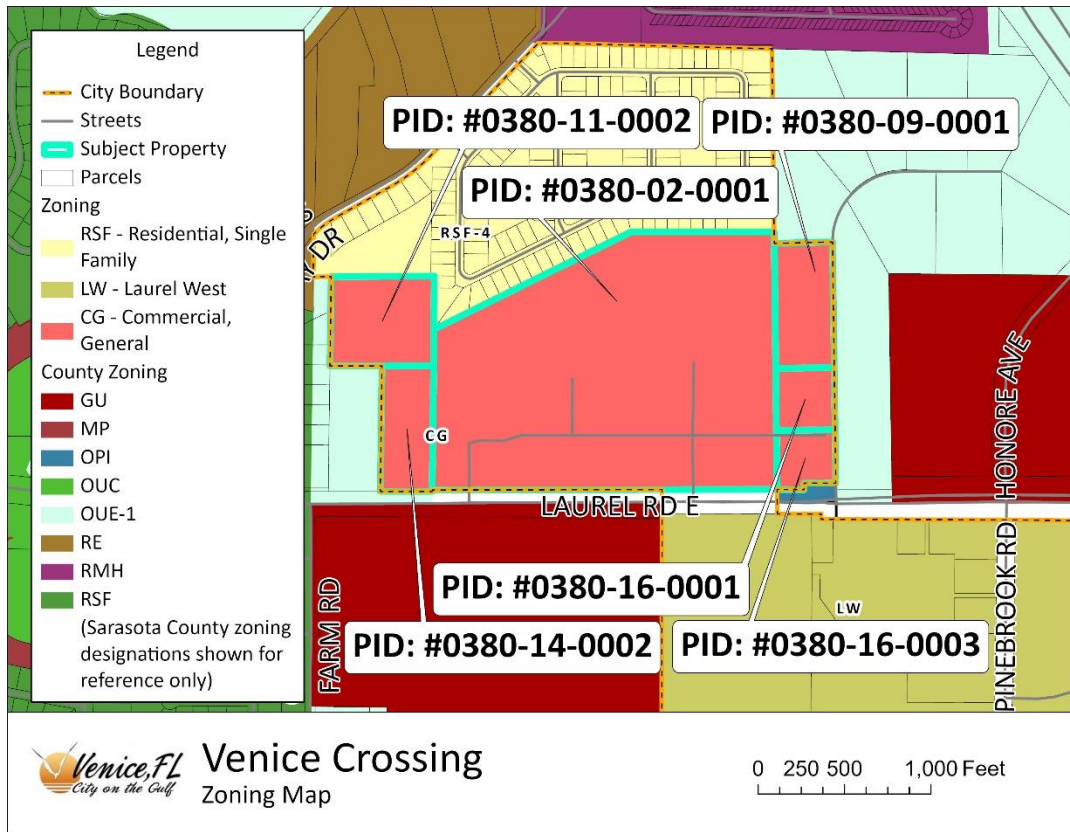 Legend
City Boundary
Streets
Subject Property
Parcels
Zoning
RSF - Residential, Single
Family
LW - Laurel West
CG - Commercial,
General
County Zoning
GU
MP
OPI
OUC
OUE-1
RE
RMH
RSF
(Sarasota County zoning
designations shown for
reference only)
PID: #0380-11-0002
PID: #0380-09-0001
PID: #0380-02-0001
RSF-4
DR
CG
LAUREL RD E
HONORE AVE
PINEBROOK RD
FARM RD
LW
PID: #0380-16-0001
PID: #0380-14-0002
PID: #0380-16-0003
Venice, FL
City on the Gulf
Venice Crossing
Zoning Map
0 250 500 1,000 Feet